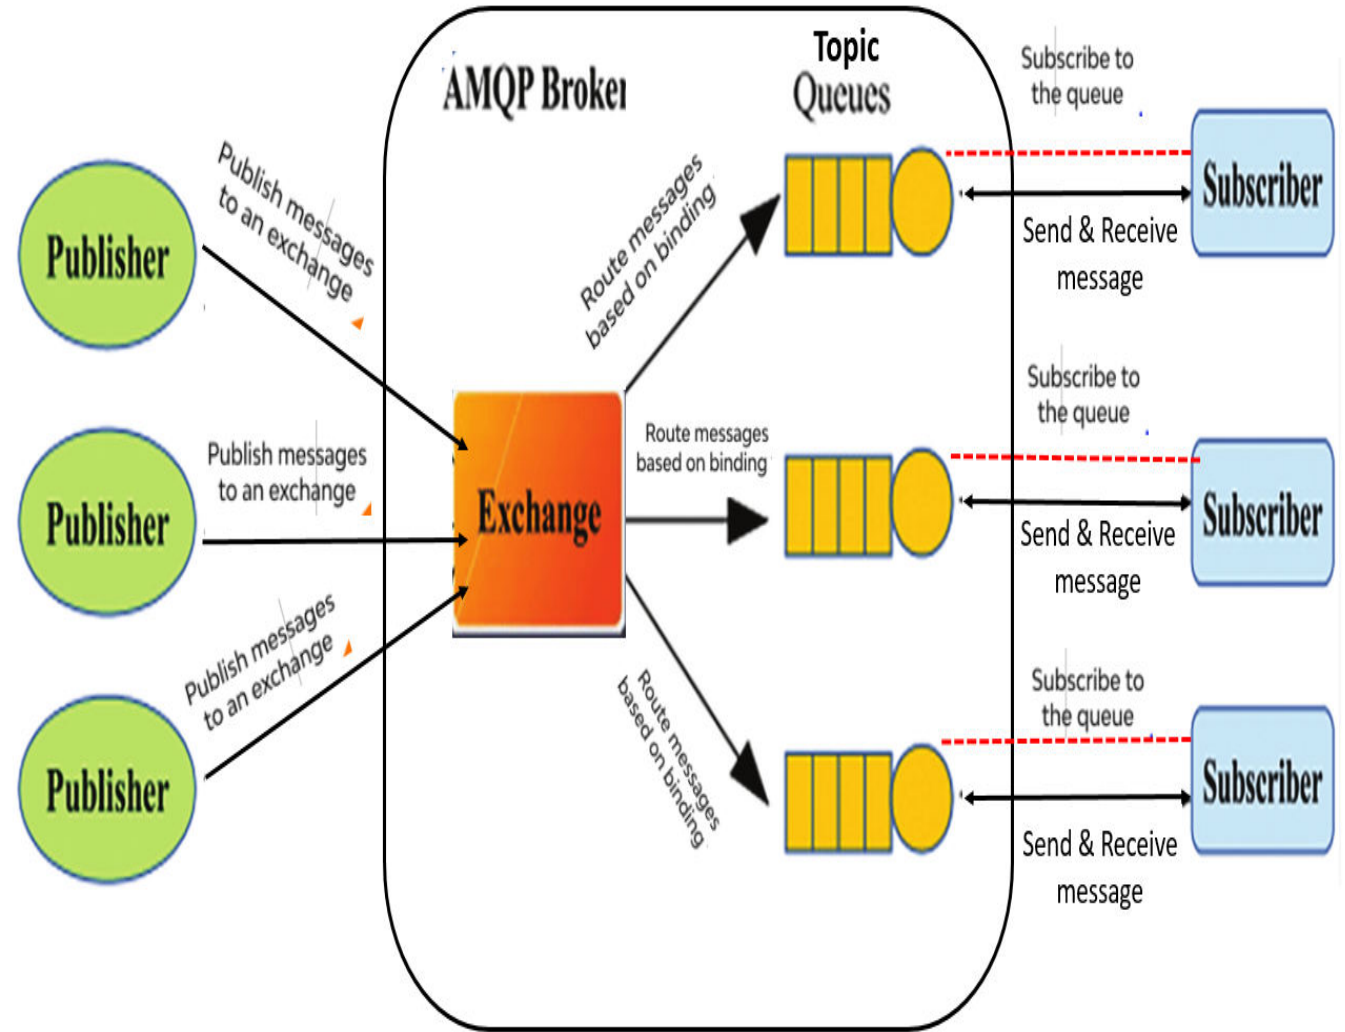 AMQP Broker
Topic
Queues
Publisher
Publish messages
to an exchange
Publisher
Publish messages
to an exchange
Publisher
Publish messages
to an exchange
Exchange
Route messages
based on binding
Route messages
based on binding
Route messages
based on binding
Subscribe to
the queue
Subscriber
Send & Receive
message
Subscribe to
the queue
Subscriber
Send & Receive
message
Subscribe to
the queue
Subscriber
Send & Receive
message